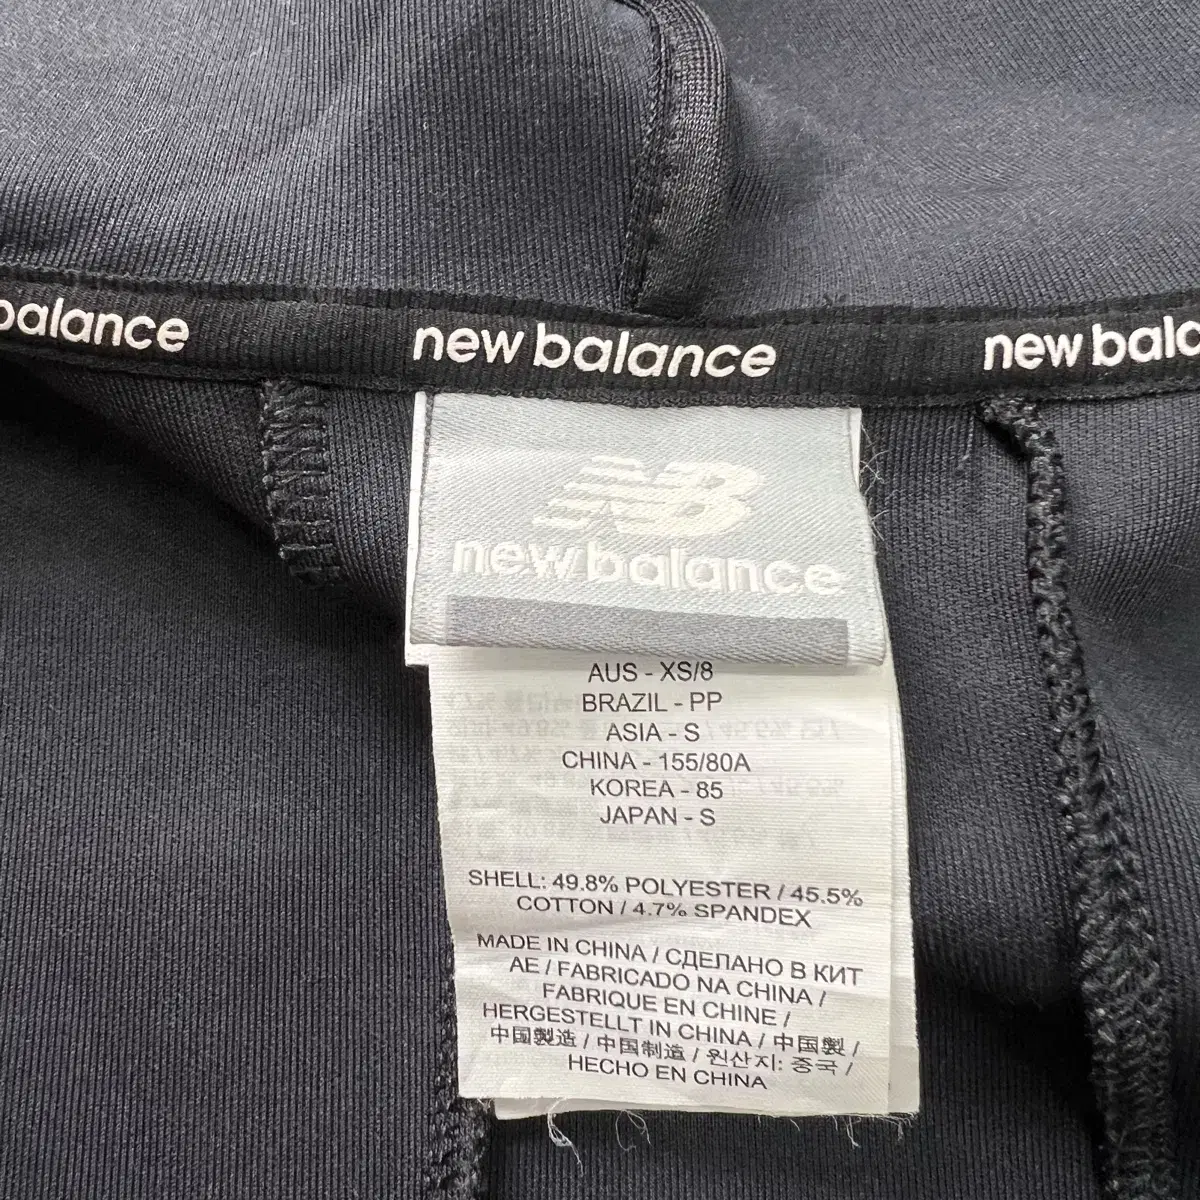 balance new balance new bala
NB
new balance
AUS - XS/8
BRAZIL - PP
ASIA - S
CHINA - 155/80A
KOREA - 85
JAPAN - S
SHELL: 49.8% POLYESTER / 45.5%
COTTON / 4.7% SPANDEX
MADE IN CHINA / СДЕЛАНО В КИТ
АЕ / FABRICADO NA CHINA /
FABRIQUE EN CHINE /
HERGESTELLT IN CHINA / 中国製 /
中国製造 / 中国制造 / 원산지: 중국 /
HECHO EN CHINA